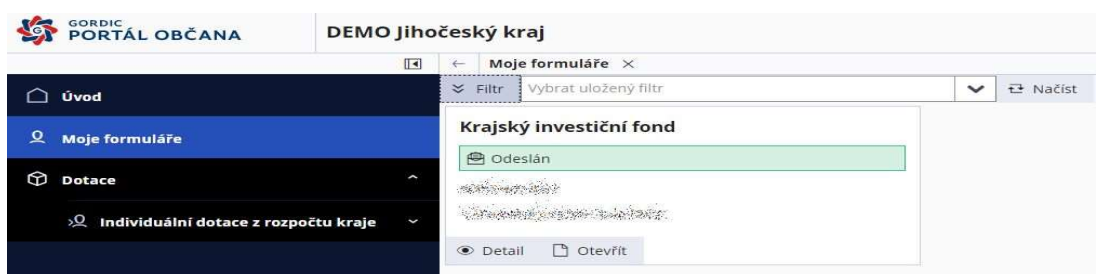 GORDIC
PORTÁL OBČANA
DEMO Jihočeský kraj
Moje formuláře
Úvod
Filtr
Vybrat uložený filtr
Načíst
Moje formuláře
Krajský investiční fond
Odeslán
Dotace
Individuální dotace z rozpočtu kraje
Detail
Otevřít